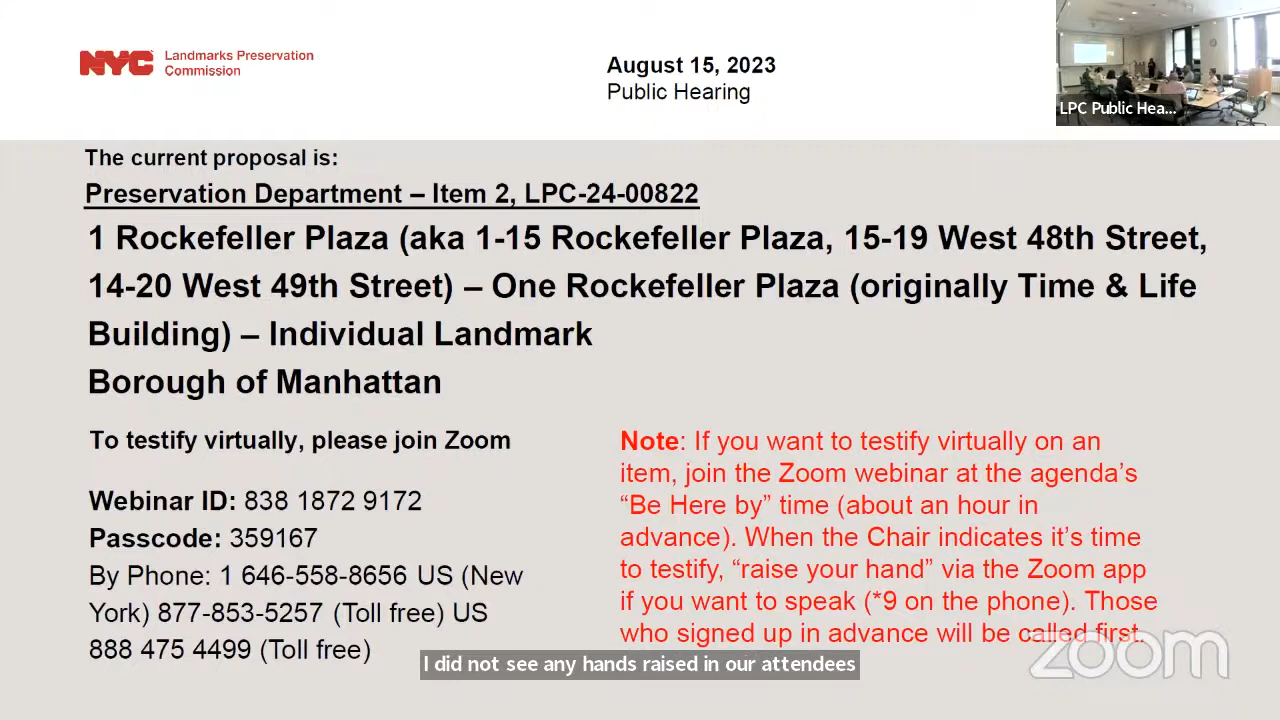 NYC Landmarks Preservation
Commission
August 15, 2023
Public Hearing
LPC Public Hea...
The current proposal is:
Preservation Department – Item 2, LPC-24-00822
1 Rockefeller Plaza (aka 1-15 Rockefeller Plaza, 15-19 West 48th Street,
14-20 West 49th Street) – One Rockefeller Plaza (originally Time & Life
Building) – Individual Landmark
Borough of Manhattan
To testify virtually, please join Zoom
Webinar ID: 838 1872 9172
Passcode: 359167
By Phone: 1 646-558-8656 US (New
York) 877-853-5257 (Toll free) US
888 475 4499 (Toll free)
Note: If you want to testify virtually on an
item, join the Zoom webinar at the agenda’s
“Be Here by” time (about an hour in
advance). When the Chair indicates it’s time
to testify, “raise your hand” via the Zoom app
if you want to speak (*9 on the phone). Those
who signed up in advance will be called first.
zoom
I did not see any hands raised in our attendees